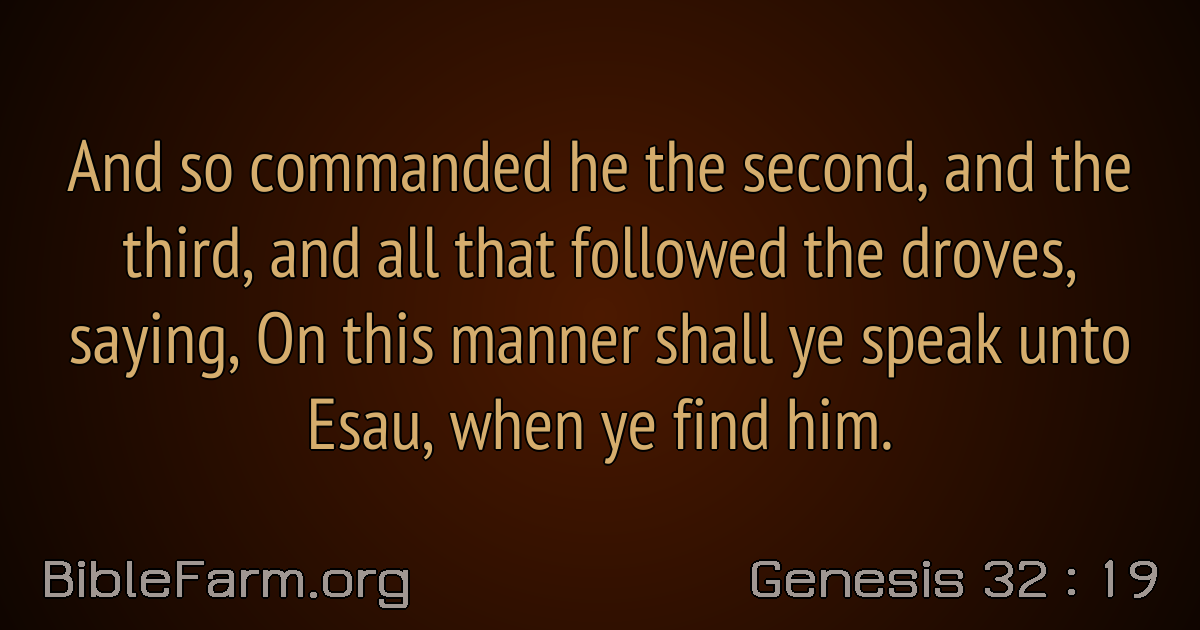 And so commanded he the second, and the
third, and all that followed the droves,
saying, On this manner shall ye speak unto
Esau, when ye find him.
BibleFarm.org
Genesis 32 : 19